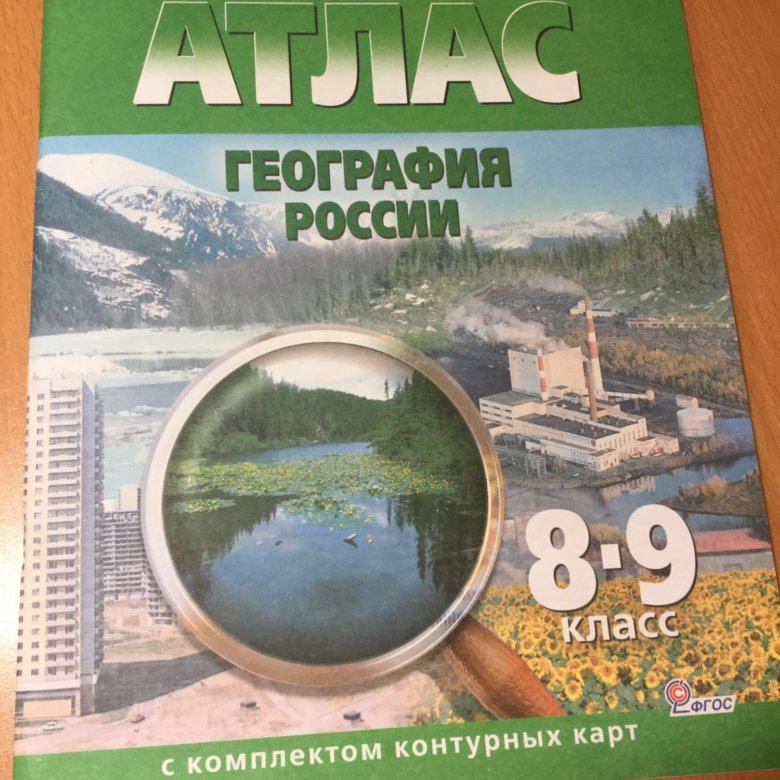 АТЛАС
ГЕОГРАФИЯ
РОССИИ
8-9
класс
ФГОС
с комплектом контурных карт